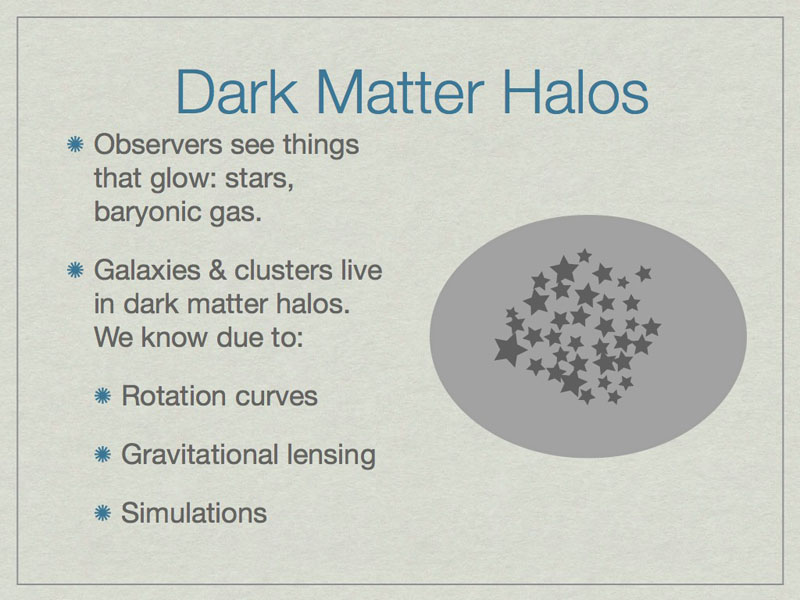 Dark Matter Halos
Observers see things
that glow: stars,
baryonic gas.
Galaxies & clusters live
in dark matter halos.
We know due to:
Rotation curves
Gravitational lensing
Simulations